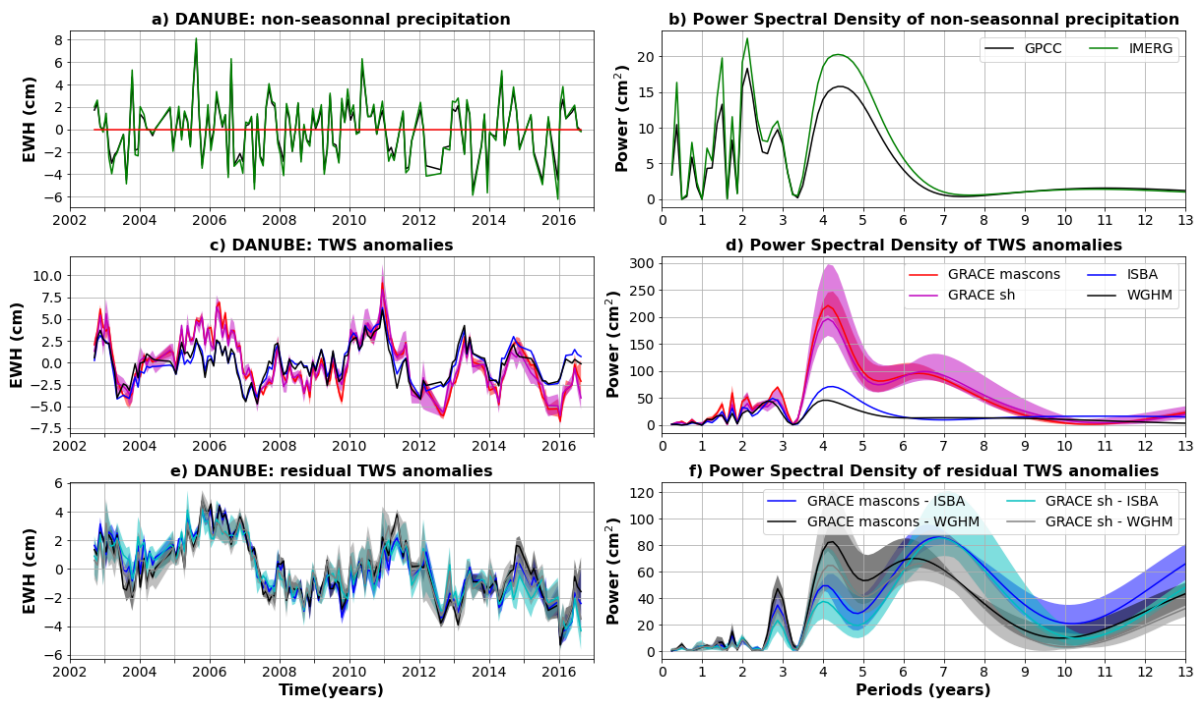 a) DANUBE: non-seasonnal precipitation
EWH (cm)
8
6
4
2
0
−2
−4
−6
2002 2004 2006 2008 2010 2012 2014 2016
b) Power Spectral Density of non-seasonnal precipitation
GPCC IMERG
Power (cm²)
20
15
10
5
0
0 1 2 3 4 5 6 7 8 9 10 11 12 13
c) DANUBE: TWS anomalies
EWH (cm)
10.0
7.5
5.0
2.5
0.0
−2.5
−5.0
−7.5
2002 2004 2006 2008 2010 2012 2014 2016
d) Power Spectral Density of TWS anomalies
GRACE mascons ISBA
GRACE sh WGHM
Power (cm²)
300
250
200
150
100
50
0
0 1 2 3 4 5 6 7 8 9 10 11 12 13
e) DANUBE: residual TWS anomalies
EWH (cm)
6
4
2
0
−2
−4
−6
2002 2004 2006 2008 2010 2012 2014 2016
Time(years)
f) Power Spectral Density of residual TWS anomalies
GRACE mascons - ISBA GRACE sh - ISBA
GRACE mascons - WGHM GRACE sh - WGHM
Power (cm²)
120
100
80
60
40
20
0
0 1 2 3 4 5 6 7 8 9 10 11 12 13
Periods (years)